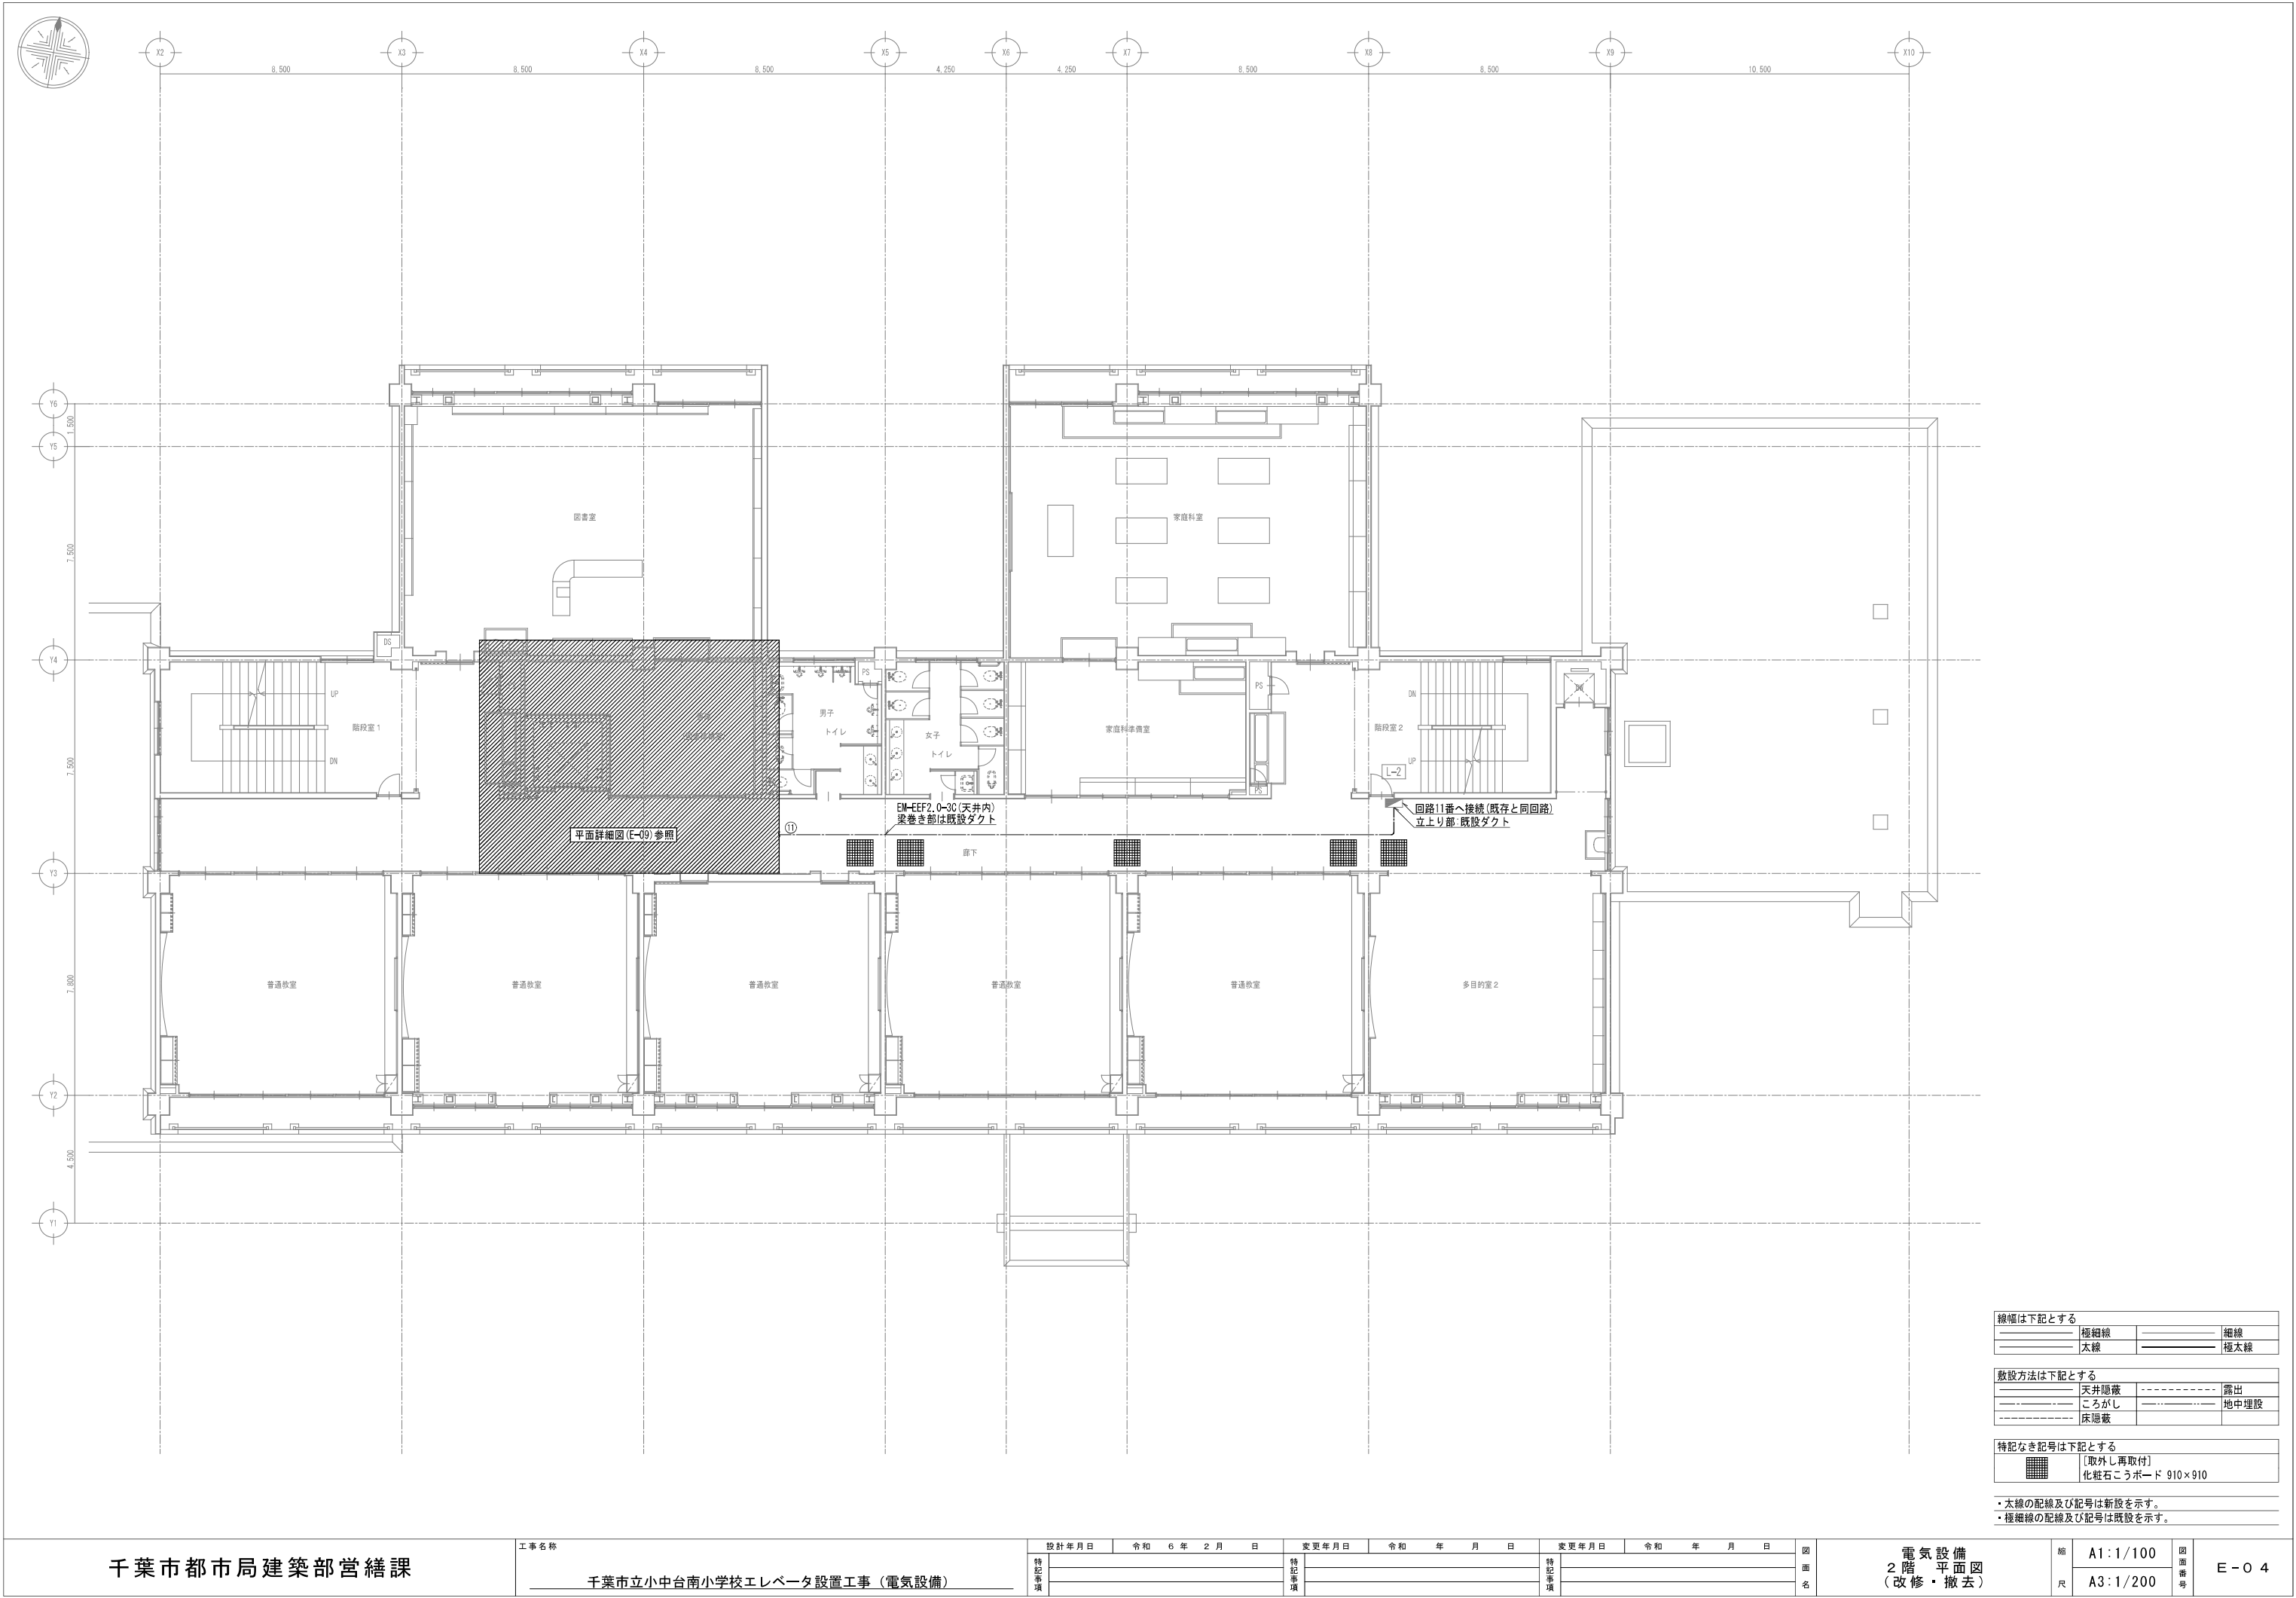 X2
X3
X4
X5
X6
X7
X8
X9
X10
8,500
8,500
8,500
4,250
4,250
8,500
8,500
10,500
Y6
1,500
Y5
7,500
Y4
7,500
Y3
7,800
Y2
4,500
Y1
図書室
家庭科室
DS
UP
階段室1
DN
男子
トイレ
PS
女子
トイレ
家庭科準備室
PS
PS
DN
階段室2
UP
L-2
EM-EEF2.0-3C(天井内)
梁巻き部は既設ダクト
回路11番へ接続(既存と同回路)
立上り部:既設ダクト
平面詳細図(E-09)参照
⑪
廊下
普通教室
普通教室
普通教室
普通教室
普通教室
多目的室2
線幅は下記とする
極細線
細線
太線
極太線
敷設方法は下記とする
天井隠蔽
露出
ころがし
地中埋設
床隠蔽
特記なき記号は下記とする
[取外し再取付]
化粧石こうボード 910×910
・太線の配線及び記号は新設を示す。
・極細線の配線及び記号は既設を示す。
千葉市都市局建築部営繕課
工事名称
千葉市立小中台南小学校エレベータ設置工事(電気設備)
設計年月日 令和 6年 2月 日
変更年月日 令和 年 月 日
変更年月日 令和 年 月 日
特記事項
特記事項
特記事項
図面名
電気設備
2階 平面図
(改修・撤去)
縮尺
A1:1/100
A3:1/200
図面番号
E-04